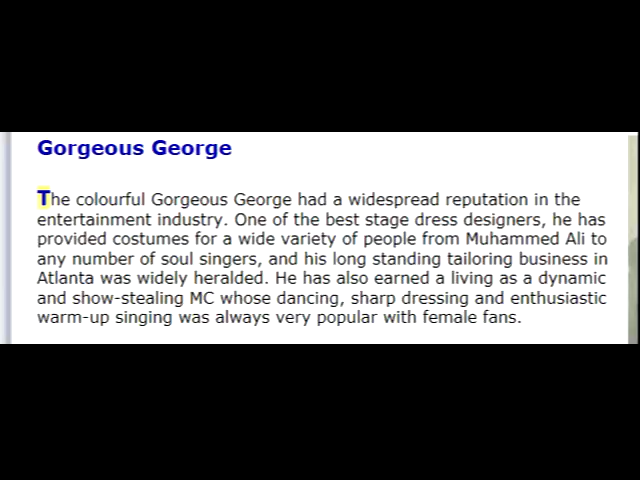 Gorgeous George
The colourful Gorgeous George had a widespread reputation in the
entertainment industry. One of the best stage dress designers, he has
provided costumes for a wide variety of people from Muhammed Ali to
any number of soul singers, and his long standing tailoring business in
Atlanta was widely heralded. He has also earned a living as a dynamic
and show-stealing MC whose dancing, sharp dressing and enthusiastic
warm-up singing was always very popular with female fans.